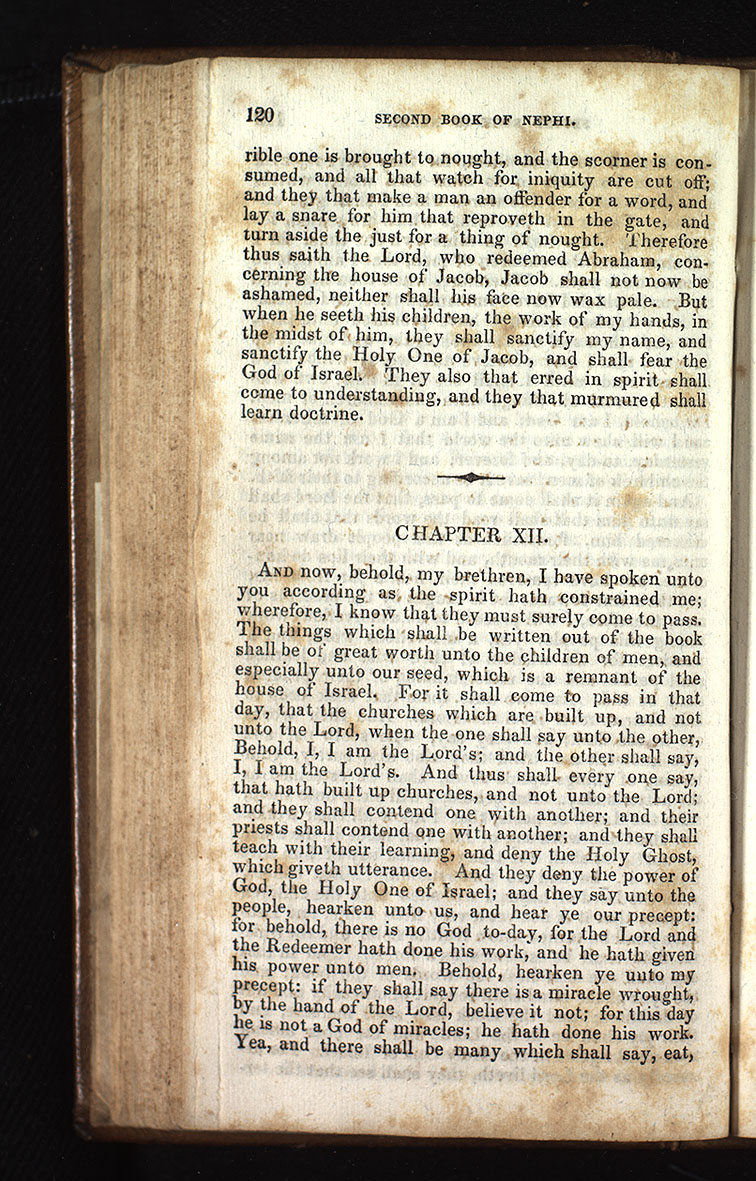 120 SECOND BOOK OF NEPHI.
rible one is brought to nought, and the scorner is con-
sumed, and all that watch for iniquity are cut off;
and they that make a man an offender for a word, and
lay a snare for him that reproveth in the gate, and
turn aside the just for a thing of nought. Therefore
thus saith the Lord, who redeemed Abraham, con-
cerning the house of Jacob, Jacob shall not now be
ashamed, neither shall his face now wax pale. But
when he seeth his children, the work of my hands, in
the midst of him, they shall sanctify my name, and
sanctify the Holy One of Jacob, and shall fear the
God of Israel. They also that erred in spirit shall
come to understanding, and they that murmured shall
learn doctrine.
CHAPTER XII.
AND now, behold, my brethren, I have spoken unto
you according as the spirit hath constrained me;
wherefore, I know that they must surely come to pass.
The things which shall be written out of the book
shall be of great worth unto the children of men, and
especially unto our seed, which is a remnant of the
house of Israel. For it shall come to pass in that
day, that the churches which are built up, and not
unto the Lord, when the one shall say unto the other,
Behold, I, I am the Lord's; and the other shall say,
I, I am the Lord's. And thus shall every one say,
that hath built up churches, and not unto the Lord;
and they shall contend one with another; and their
priests shall contend one with another; and they shall
teach with their learning, and deny the Holy Ghost,
which giveth utterance. And they deny the power of
God, the Holy One of Israel; and they say unto the
people, hearken unto us, and hear ye our precept:
for behold, there is no God to-day, for the Lord and
the Redeemer hath done his work, and he hath given
his power unto men. Behold, hearken ye unto my
precept: if they shall say there is a miracle wrought,
by the hand of the Lord, believe it not; for this day
he is not a God of miracles; he hath done his work.
Yea, and there shall be many which shall say, eat,